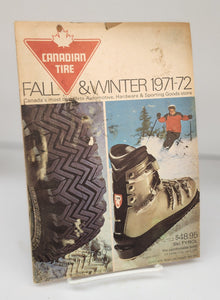 CANADIAN
TIRE
FALL & WINTER 1971-72
Canada's most complete Automotive, Hardware & Sporting Goods store
$48.95